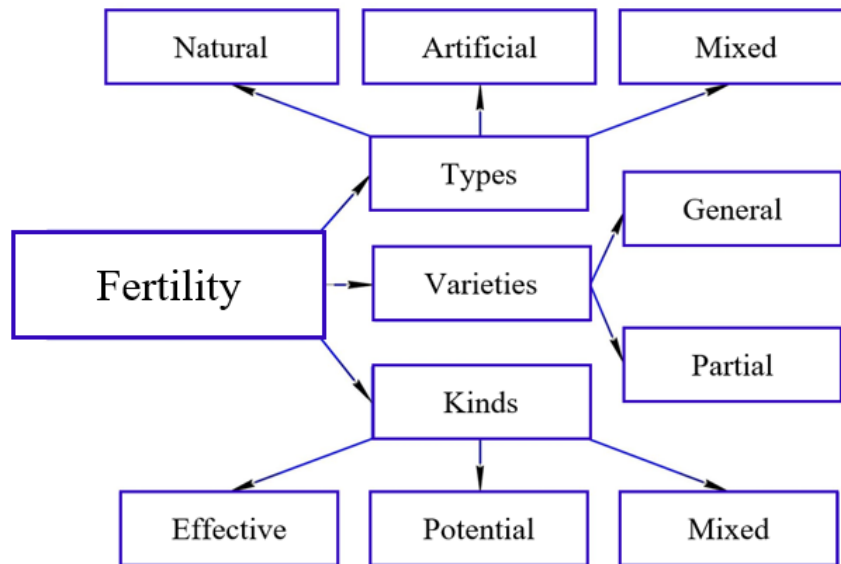 Natural
Artificial
Mixed
Types
General
Fertility
Varieties
Partial
Kinds
Effective
Potential
Mixed